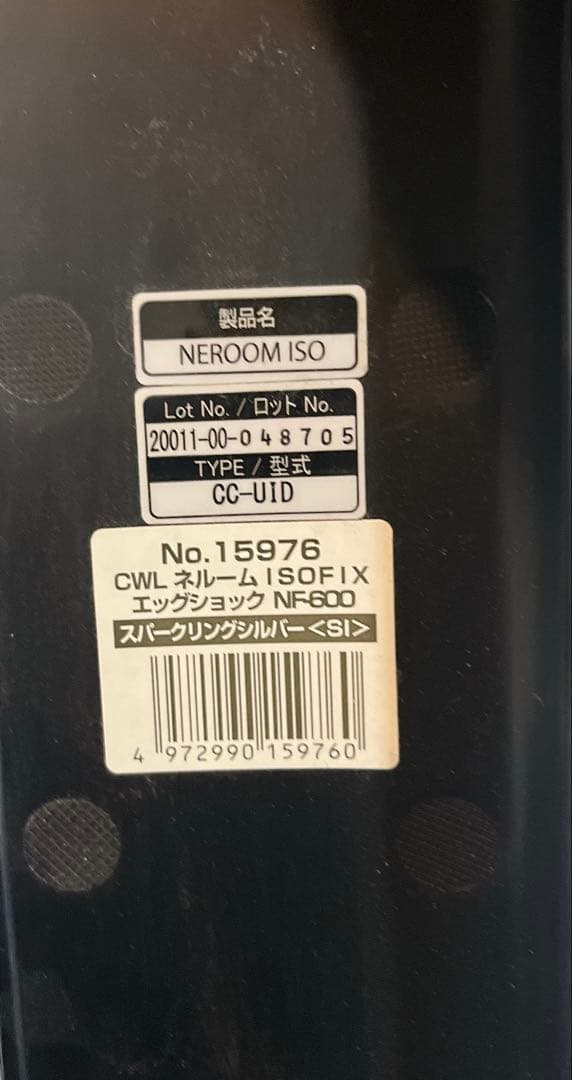 製品名
NEROOM ISO
Lot No. / ロット No.
20011-00-048705
TYPE / 型式
CC-UID
No.15976
CWL ネルーム ISOFIX
エッグショック NF-600
スパークリングシルバー<SI>
4 972990 159760